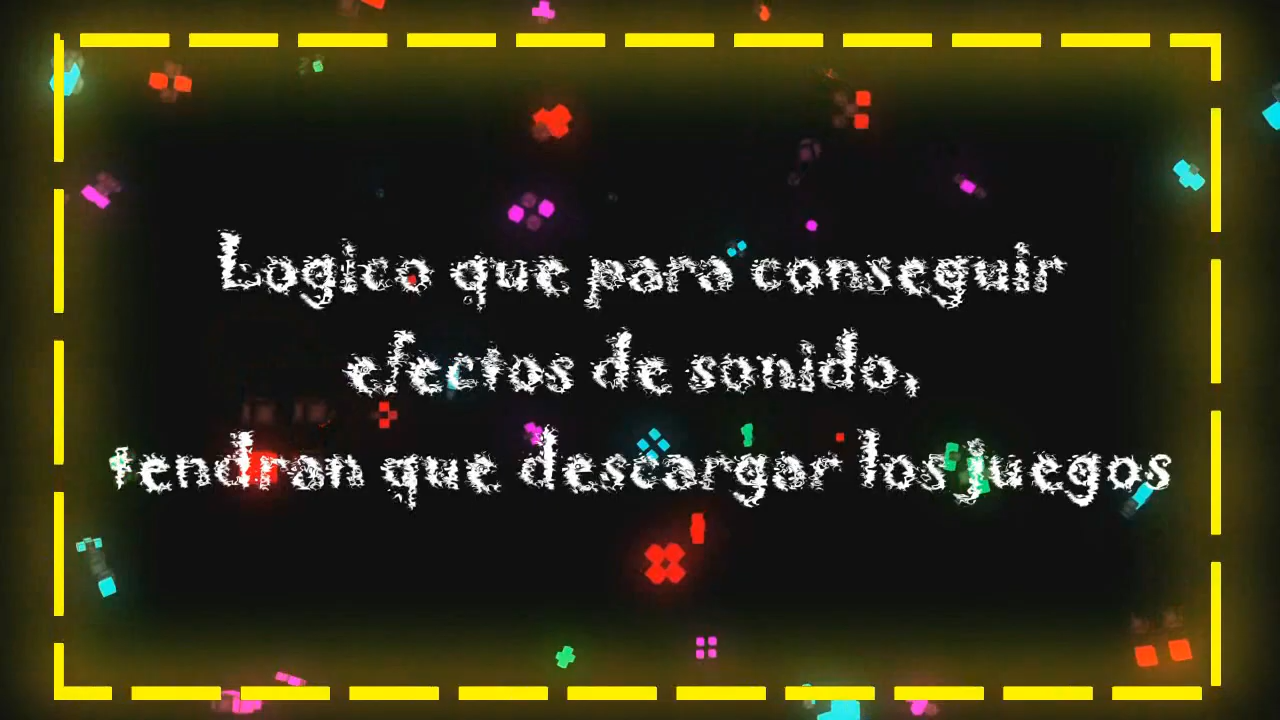 Logico que para conseguir
efectos de sonido,
tendran que descargar los juegos